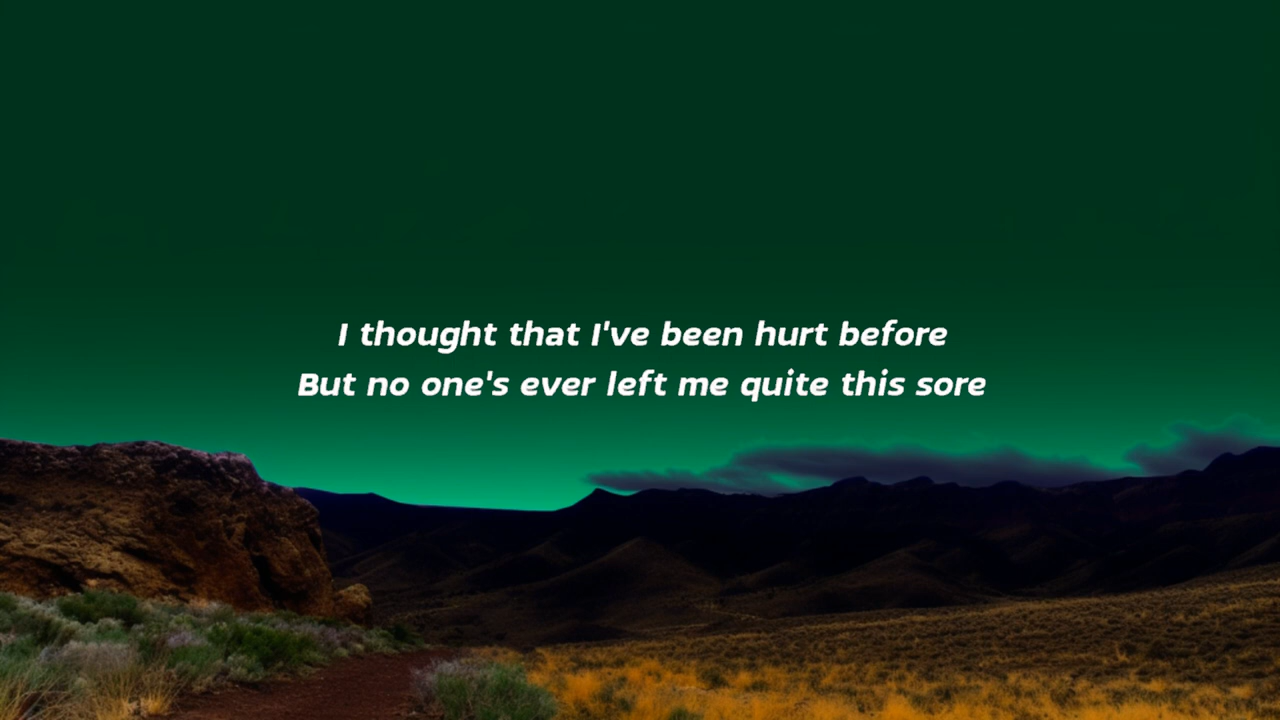 I thought that I've been hurt before
But no one's ever left me quite this sore